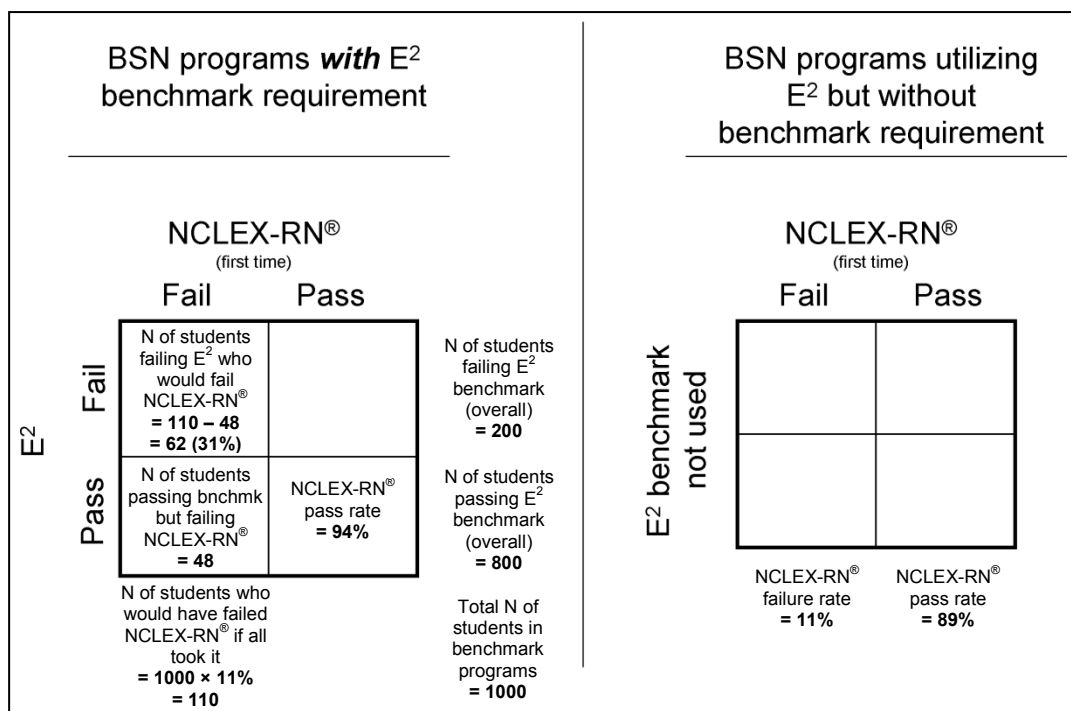 BSN programs with E²
benchmark requirement
NCLEX-RN®
(first time)
Fail Pass
E²
Fail
N of students
failing E² who
would fail
NCLEX-RN®
= 110 – 48
= 62 (31%)
N of students
failing E²
benchmark
(overall)
= 200
Pass
N of students
passing bnchmk
but failing
NCLEX-RN®
= 48
NCLEX-RN®
pass rate
= 94%
N of students
passing E²
benchmark
(overall)
= 800
N of students who
would have failed
NCLEX-RN® if all
took it
= 1000 × 11%
= 110
Total N of
students in
benchmark
programs
= 1000
BSN programs utilizing
E² but without
benchmark requirement
NCLEX-RN®
(first time)
Fail Pass
E² benchmark
not used
NCLEX-RN®
failure rate
= 11%
NCLEX-RN®
pass rate
= 89%